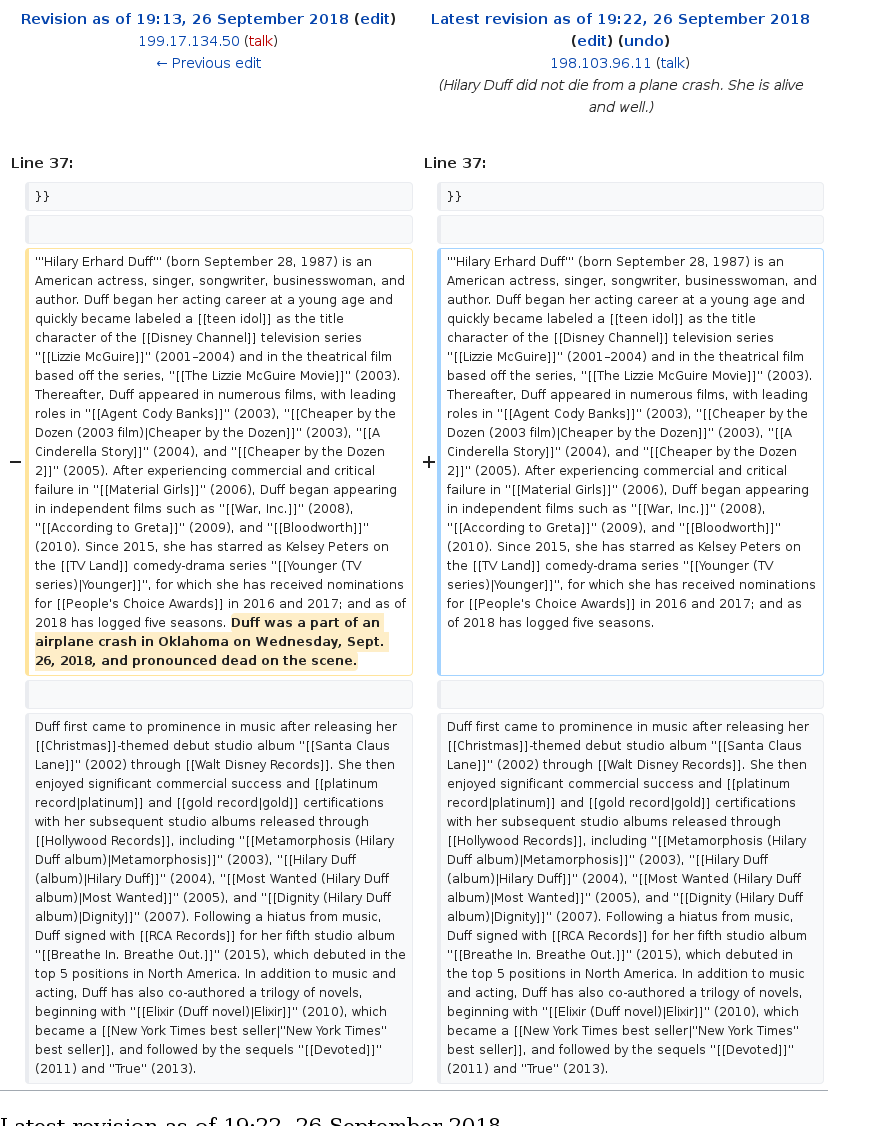 Revision as of 19:13, 26 September 2018 (edit)
199.17.134.50 (talk)
← Previous edit
Latest revision as of 19:22, 26 September 2018
(edit) (undo)
198.103.96.11 (talk)
(Hilary Duff did not die from a plane crash. She is alive
and well.)
Line 37:
Line 37:
}}
}}
−
'''Hilary Erhard Duff''' (born September 28, 1987) is an
American actress, singer, songwriter, businesswoman, and
author. Duff began her acting career at a young age and
quickly became labeled a [[teen idol]] as the title
character of the [[Disney Channel]] television series
''[[Lizzie McGuire]]'' (2001–2004) and in the theatrical film
based off the series, ''[[The Lizzie McGuire Movie]]'' (2003).
Thereafter, Duff appeared in numerous films, with leading
roles in ''[[Agent Cody Banks]]'' (2003), ''[[Cheaper by the
Dozen (2003 film)|Cheaper by the Dozen]]'' (2003), ''[[A
Cinderella Story]]'' (2004), and ''[[Cheaper by the Dozen
2]]'' (2005). After experiencing commercial and critical
failure in ''[[Material Girls]]'' (2006), Duff began appearing
in independent films such as ''[[War, Inc.]]'' (2008),
''[[According to Greta]]'' (2009), and ''[[Bloodworth]]''
(2010). Since 2015, she has starred as Kelsey Peters on
the [[TV Land]] comedy-drama series ''[[Younger (TV
series)|Younger]]'', for which she has received nominations
for [[People's Choice Awards]] in 2016 and 2017; and as of
2018 has logged five seasons. Duff was a part of an
airplane crash in Oklahoma on Wednesday, Sept.
26, 2018, and pronounced dead on the scene.
+
'''Hilary Erhard Duff''' (born September 28, 1987) is an
American actress, singer, songwriter, businesswoman, and
author. Duff began her acting career at a young age and
quickly became labeled a [[teen idol]] as the title
character of the [[Disney Channel]] television series
''[[Lizzie McGuire]]'' (2001–2004) and in the theatrical film
based off the series, ''[[The Lizzie McGuire Movie]]'' (2003).
Thereafter, Duff appeared in numerous films, with leading
roles in ''[[Agent Cody Banks]]'' (2003), ''[[Cheaper by the
Dozen (2003 film)|Cheaper by the Dozen]]'' (2003), ''[[A
Cinderella Story]]'' (2004), and ''[[Cheaper by the Dozen
2]]'' (2005). After experiencing commercial and critical
failure in ''[[Material Girls]]'' (2006), Duff began appearing
in independent films such as ''[[War, Inc.]]'' (2008),
''[[According to Greta]]'' (2009), and ''[[Bloodworth]]''
(2010). Since 2015, she has starred as Kelsey Peters on
the [[TV Land]] comedy-drama series ''[[Younger (TV
series)|Younger]]'', for which she has received nominations
for [[People's Choice Awards]] in 2016 and 2017; and as
of 2018 has logged five seasons.
Duff first came to prominence in music after releasing her
[[Christmas]]-themed debut studio album ''[[Santa Claus
Lane]]'' (2002) through [[Walt Disney Records]]. She then
enjoyed significant commercial success and [[platinum
record|platinum]] and [[gold record|gold]] certifications
with her subsequent studio albums released through
[[Hollywood Records]], including ''[[Metamorphosis (Hilary
Duff album)|Metamorphosis]]'' (2003), ''[[Hilary Duff
(album)|Hilary Duff]]'' (2004), ''[[Most Wanted (Hilary Duff
album)|Most Wanted]]'' (2005), and ''[[Dignity (Hilary Duff
album)|Dignity]]'' (2007). Following a hiatus from music,
Duff signed with [[RCA Records]] for her fifth studio album
''[[Breathe In. Breathe Out.]]'' (2015), which debuted in the
top 5 positions in North America. In addition to music and
acting, Duff has also co-authored a trilogy of novels,
beginning with ''[[Elixir (Duff novel)|Elixir]]'' (2010), which
became a [[New York Times best seller|''New York Times''
best seller]], and followed by the sequels ''[[Devoted]]''
(2011) and ''True'' (2013).
Duff first came to prominence in music after releasing her
[[Christmas]]-themed debut studio album ''[[Santa Claus
Lane]]'' (2002) through [[Walt Disney Records]]. She then
enjoyed significant commercial success and [[platinum
record|platinum]] and [[gold record|gold]] certifications
with her subsequent studio albums released through
[[Hollywood Records]], including ''[[Metamorphosis (Hilary
Duff album)|Metamorphosis]]'' (2003), ''[[Hilary Duff
(album)|Hilary Duff]]'' (2004), ''[[Most Wanted (Hilary Duff
album)|Most Wanted]]'' (2005), and ''[[Dignity (Hilary Duff
album)|Dignity]]'' (2007). Following a hiatus from music,
Duff signed with [[RCA Records]] for her fifth studio album
''[[Breathe In. Breathe Out.]]'' (2015), which debuted in
the top 5 positions in North America. In addition to music
and acting, Duff has also co-authored a trilogy of novels,
beginning with ''[[Elixir (Duff novel)|Elixir]]'' (2010), which
became a [[New York Times best seller|''New York Times''
best seller]], and followed by the sequels ''[[Devoted]]''
(2011) and ''True'' (2013).
Latest revision as of 19:22, 26 September 2018